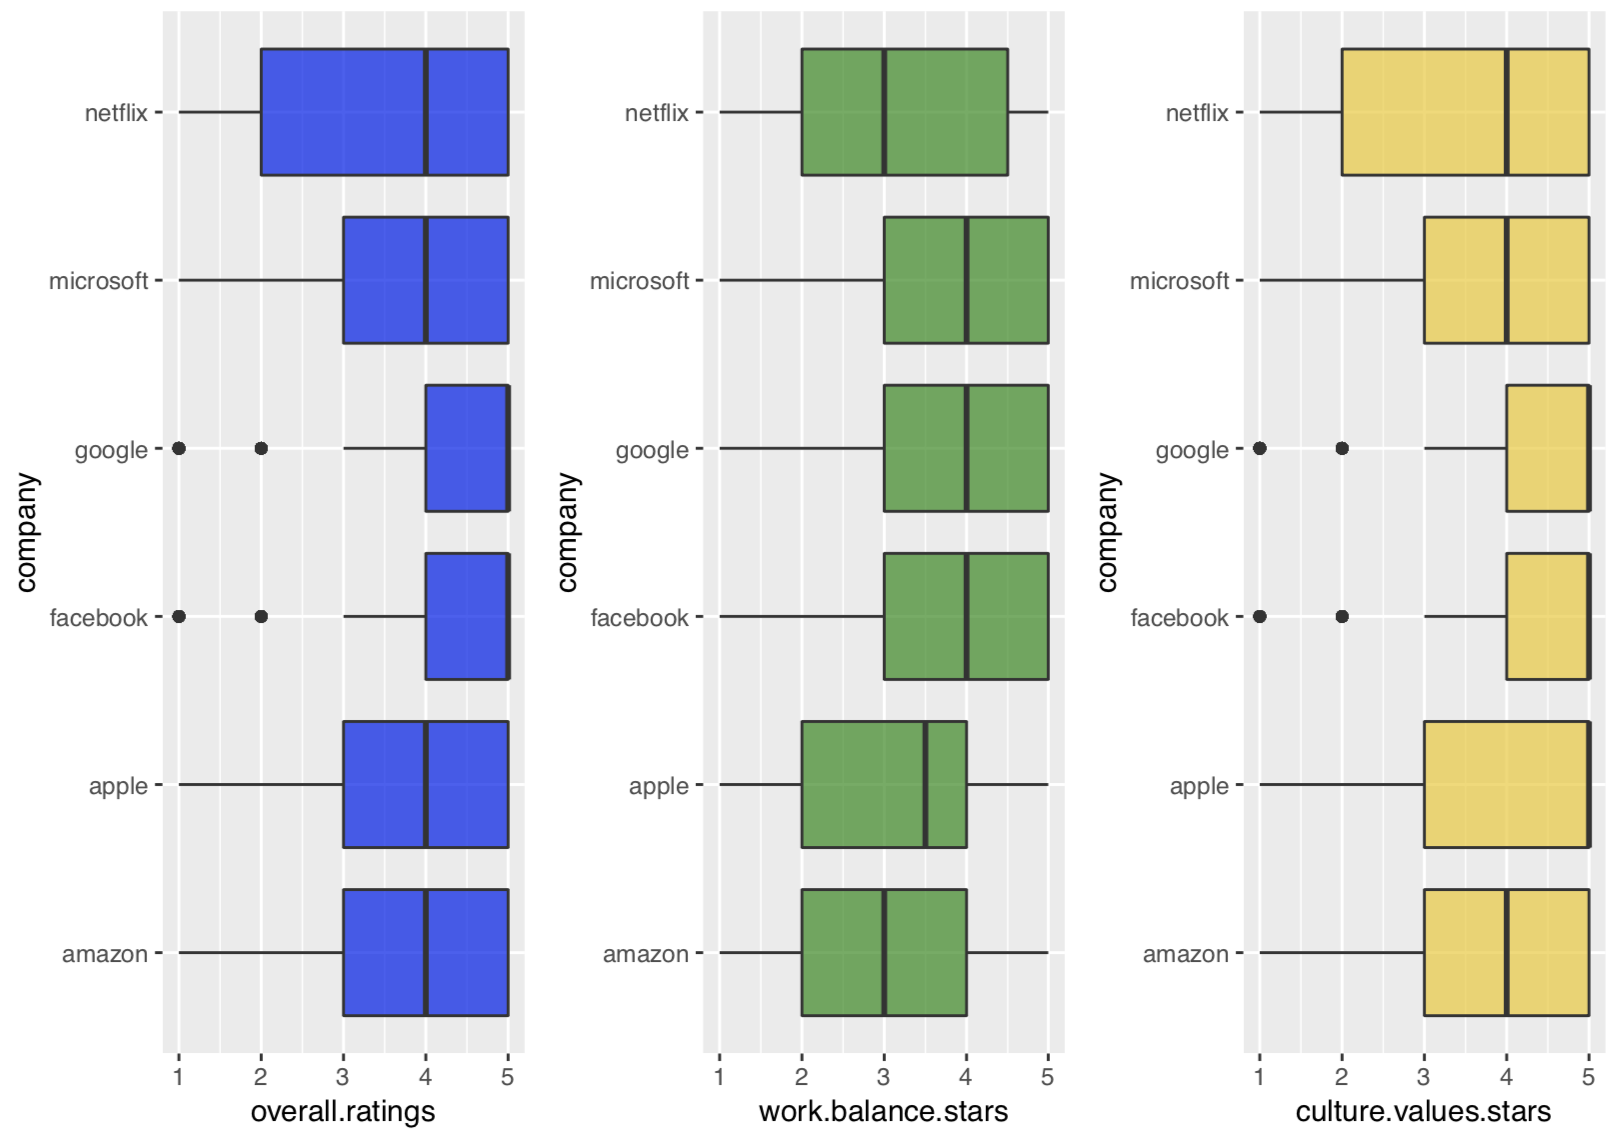 company
netflix
microsoft
google
facebook
apple
amazon
1 2 3 4 5
overall.ratings
company
netflix
microsoft
google
facebook
apple
amazon
1 2 3 4 5
work.balance.stars
company
netflix
microsoft
google
facebook
apple
amazon
1 2 3 4 5
culture.values.stars